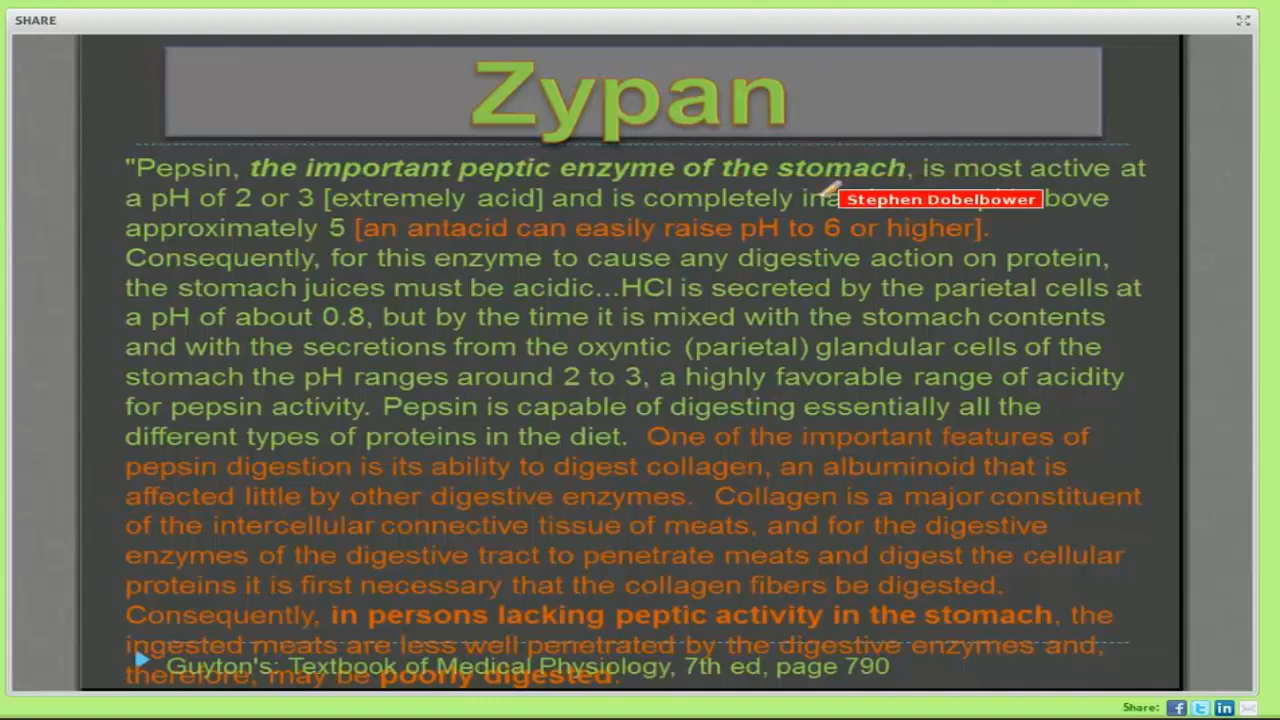 SHARE
Zypan
"Pepsin, the important peptic enzyme of the stomach, is most active at
a pH of 2 or 3 [extremely acid] and is completely Stephen Dobelbower
approximately 5 [an antacid can easily raise pH to 6 or higher].
Consequently, for this enzyme to cause any digestive action on protein,
the stomach juices must be acidic...HCl is secreted by the parietal cells at
a pH of about 0.8, but by the time it is mixed with the stomach contents
and with the secretions from the oxyntic (parietal) glandular cells of the
stomach the pH ranges around 2 to 3, a highly favorable range of acidity
for pepsin activity. Pepsin is capable of digesting essentially all the
different types of proteins in the diet. One of the important features of
pepsin digestion is its ability to digest collagen, an albuminoid that is
affected little by other digestive enzymes. Collagen is a major constituent
of the intercellular connective tissue of meats, and for the digestive
enzymes of the digestive tract to penetrate meats and digest the cellular
proteins it is first necessary that the collagen fibers be digested.
Consequently, in persons lacking peptic activity in the stomach, the
ingested meats are less well penetrated by the digestive enzymes and,
therefore, may be poorly digested.
Guyton's: Textbook of Medical Physiology, 7th ed, page 790
Share: